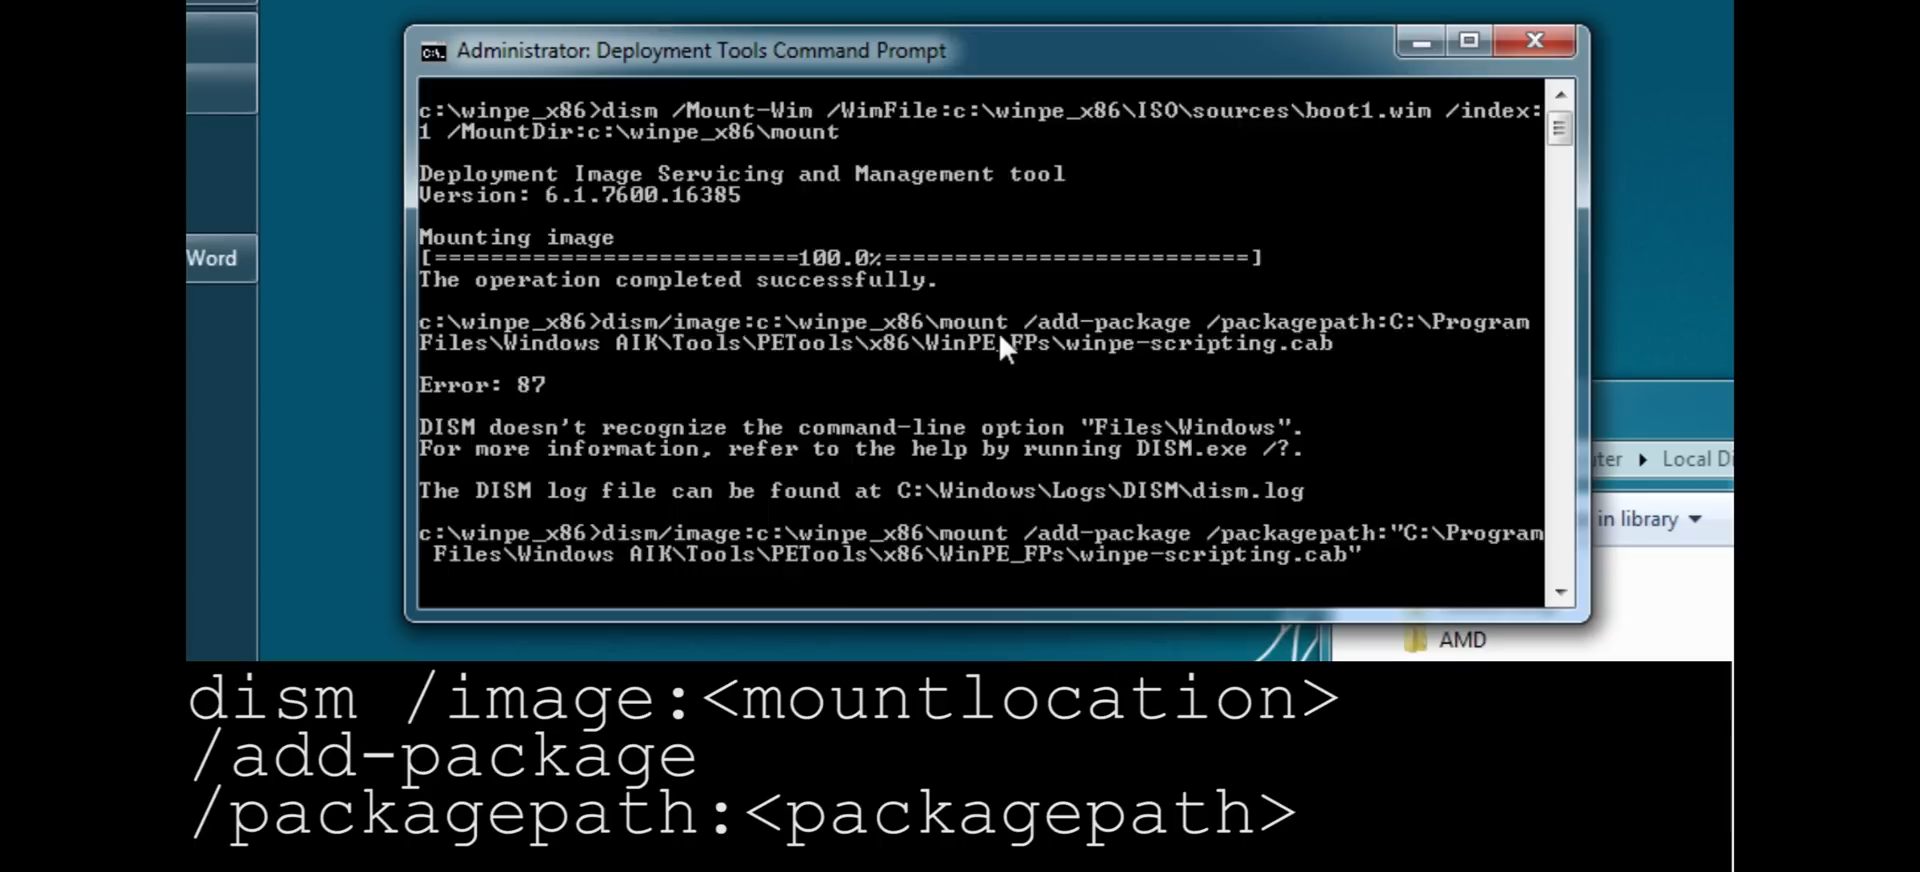 Administrator: Deployment Tools Command Prompt
c:\winpe_x86>dism /Mount-Wim /WimFile:c:\winpe_x86\ISO\sources\boot1.wim /index:
1 /MountDir:c:\winpe_x86\mount
Deployment Image Servicing and Management tool
Version: 6.1.7600.16385
Word
Mounting image
[==========================100.0%==========================]
The operation completed successfully.
c:\winpe_x86>dism/image:c:\winpe_x86\mount /add-package /packagepath:C:\Program
Files\Windows AIK\Tools\PETools\x86\WinPE_FPs\winpe-scripting.cab
Error: 87
DISM doesn't recognize the command-line option "Files\Windows".
For more information, refer to the help by running DISM.exe /?.
The DISM log file can be found at C:\Windows\Logs\DISM\dism.log
c:\winpe_x86>dism/image:c:\winpe_x86\mount /add-package /packagepath:"C:\Program
Files\Windows AIK\Tools\PETools\x86\WinPE_FPs\winpe-scripting.cab"
Local Di
in library
AMD
dism /image:<mountlocation>
/add-package
/packagepath:<packagepath>